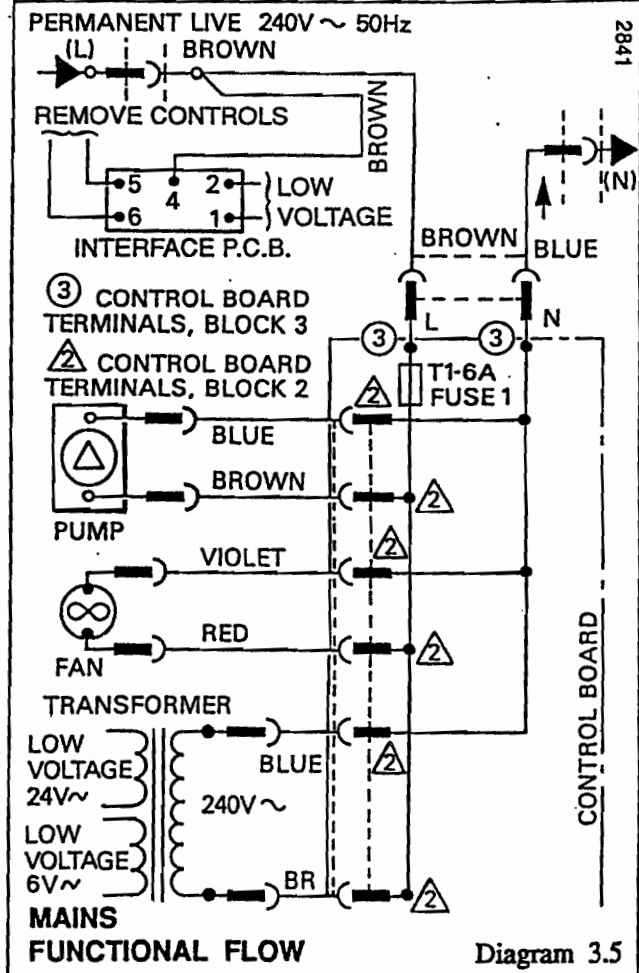 PERMANENT LIVE 240V ~ 50Hz
2841
(L) BROWN
REMOVE CONTROLS
BROWN
5 4 2 LOW
6 1 VOLTAGE
INTERFACE P.C.B.
(N)
BROWN BLUE
3 CONTROL BOARD
TERMINALS, BLOCK 3
L N
3 3
2 CONTROL BOARD
TERMINALS, BLOCK 2
T1-6A
FUSE 1
2
BLUE
BROWN
2
PUMP
2
VIOLET
RED
2
FAN
CONTROL BOARD
TRANSFORMER
LOW
VOLTAGE
24V~
BLUE
2
240V ~
LOW
VOLTAGE
6V~
BR
2
MAINS
FUNCTIONAL FLOW
Diagram 3.5